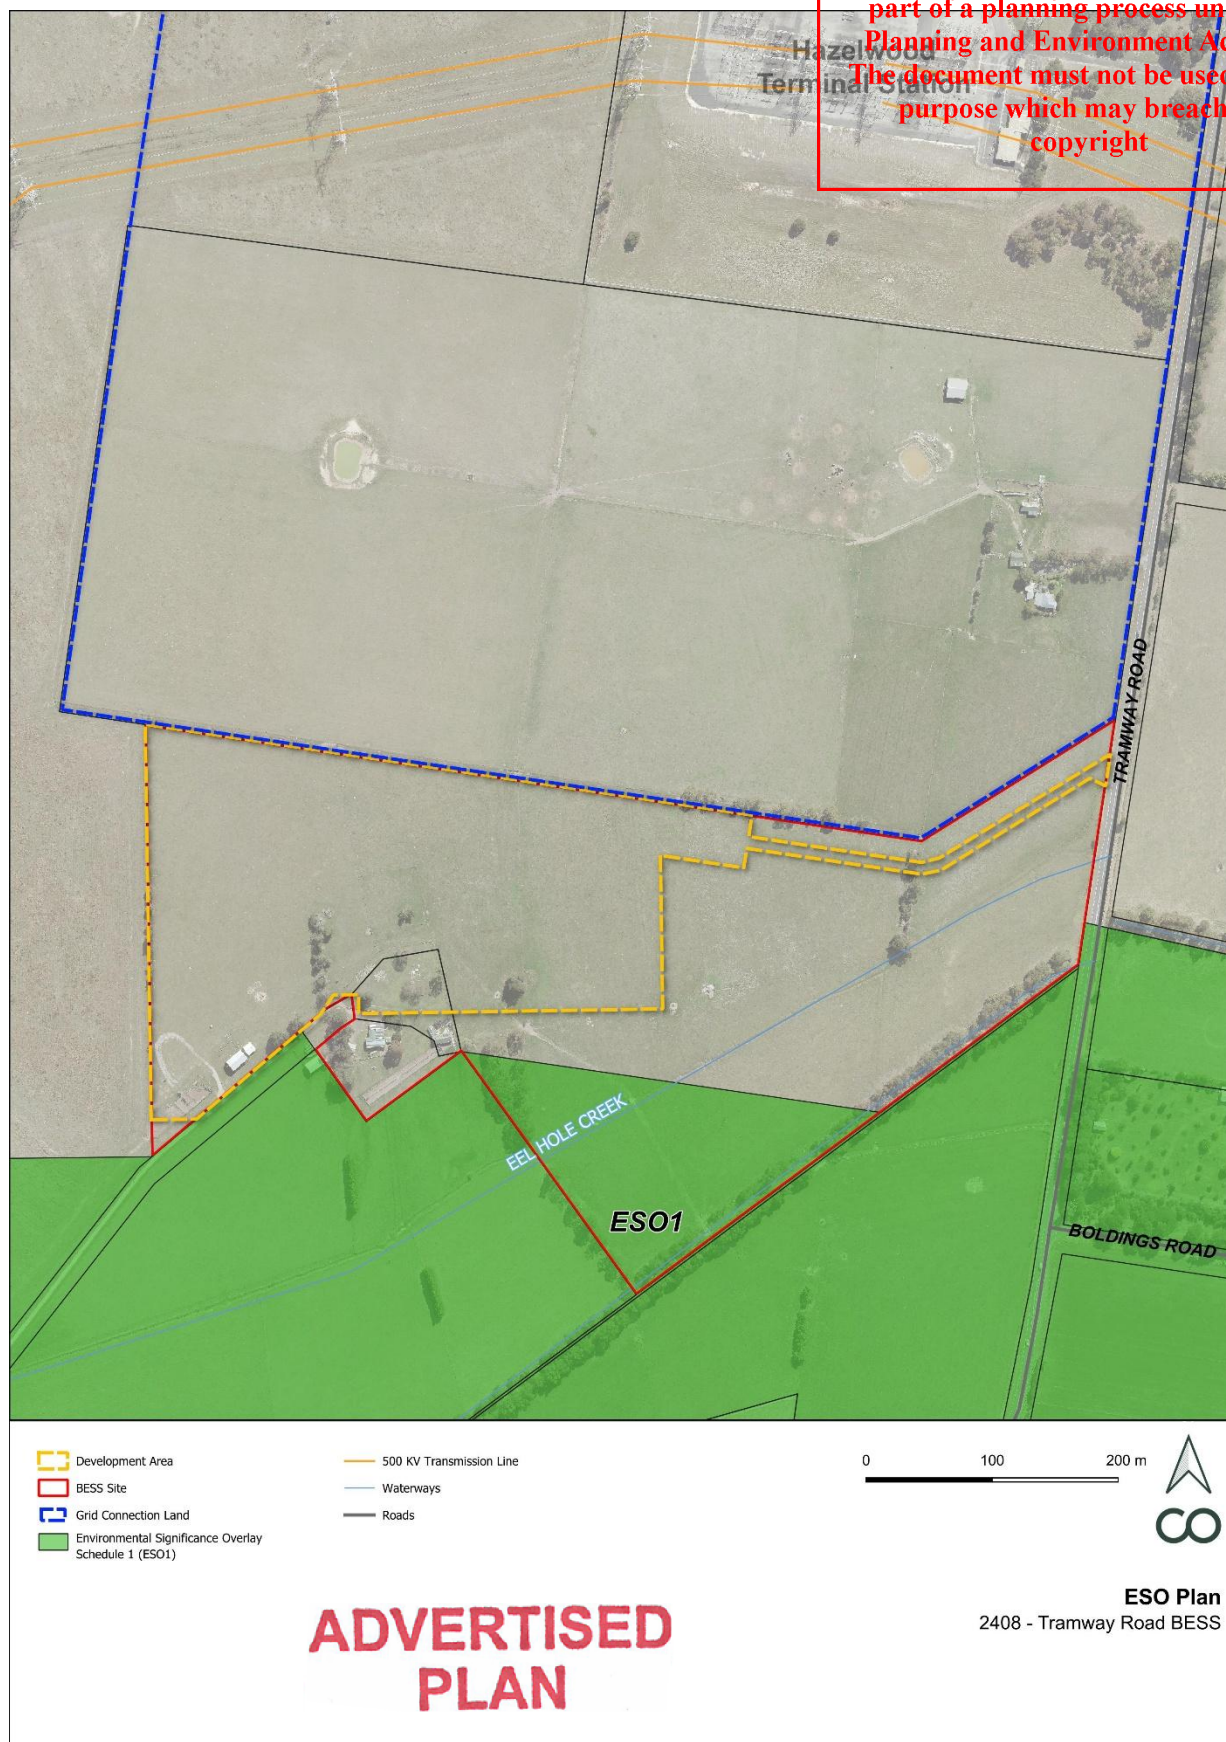 part of a planning process un
Planning and Environment Ac
The document must not be used
purpose which may breach
copyright
Hazelwood
Terminal Station
TRAMWAY ROAD
EEL HOLE CREEK
ESO1
BOLDINGS ROAD
Development Area
BESS Site
Grid Connection Land
Environmental Significance Overlay
Schedule 1 (ESO1)
500 KV Transmission Line
Waterways
Roads
0 100 200 m
CO
ESO Plan
2408 - Tramway Road BESS
ADVERTISED
PLAN